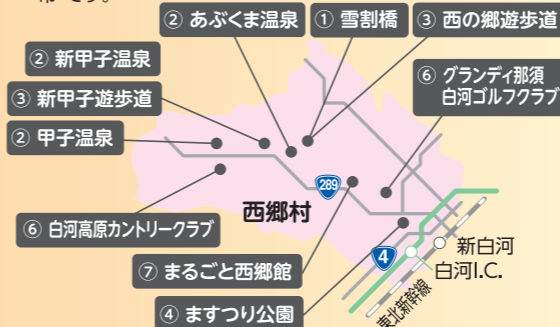 市です。
② あぶくま温泉
① 雪割橋
③ 西の郷遊歩道
② 新甲子温泉
③ 新甲子遊歩道
② 甲子温泉
⑥ グランディ那須
白河ゴルフクラブ
289
西郷村
⑥ 白河高原カントリークラブ
4
新白河
白河I.C.
東北新幹線
⑦ まるごと西郷館
④ ますつり公園